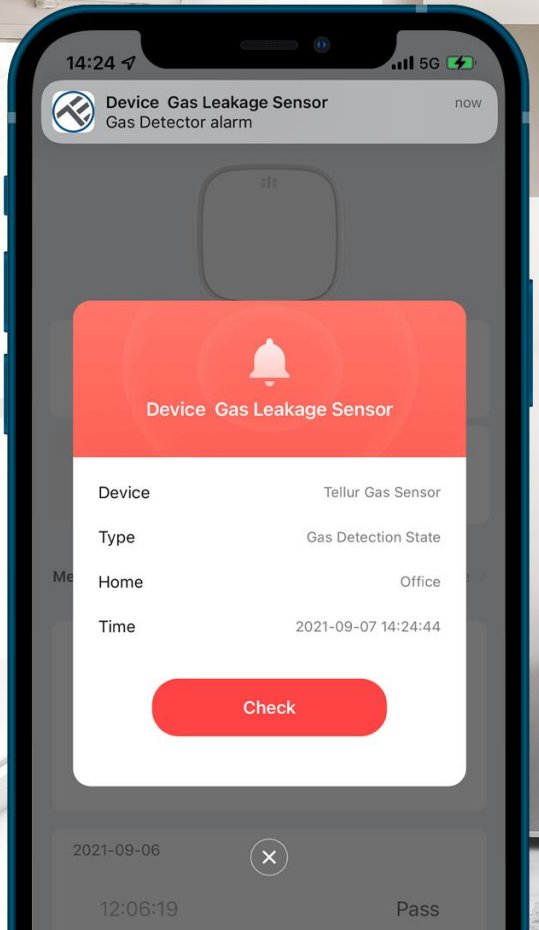 14:24
5G
Device Gas Leakage Sensor now
Gas Detector alarm
Device Gas Leakage Sensor
Device Tellur Gas Sensor
Type Gas Detection State
Me
Home Office
Time 2021-09-07 14:24:44
Check
2021-09-06
12:06:19 Pass